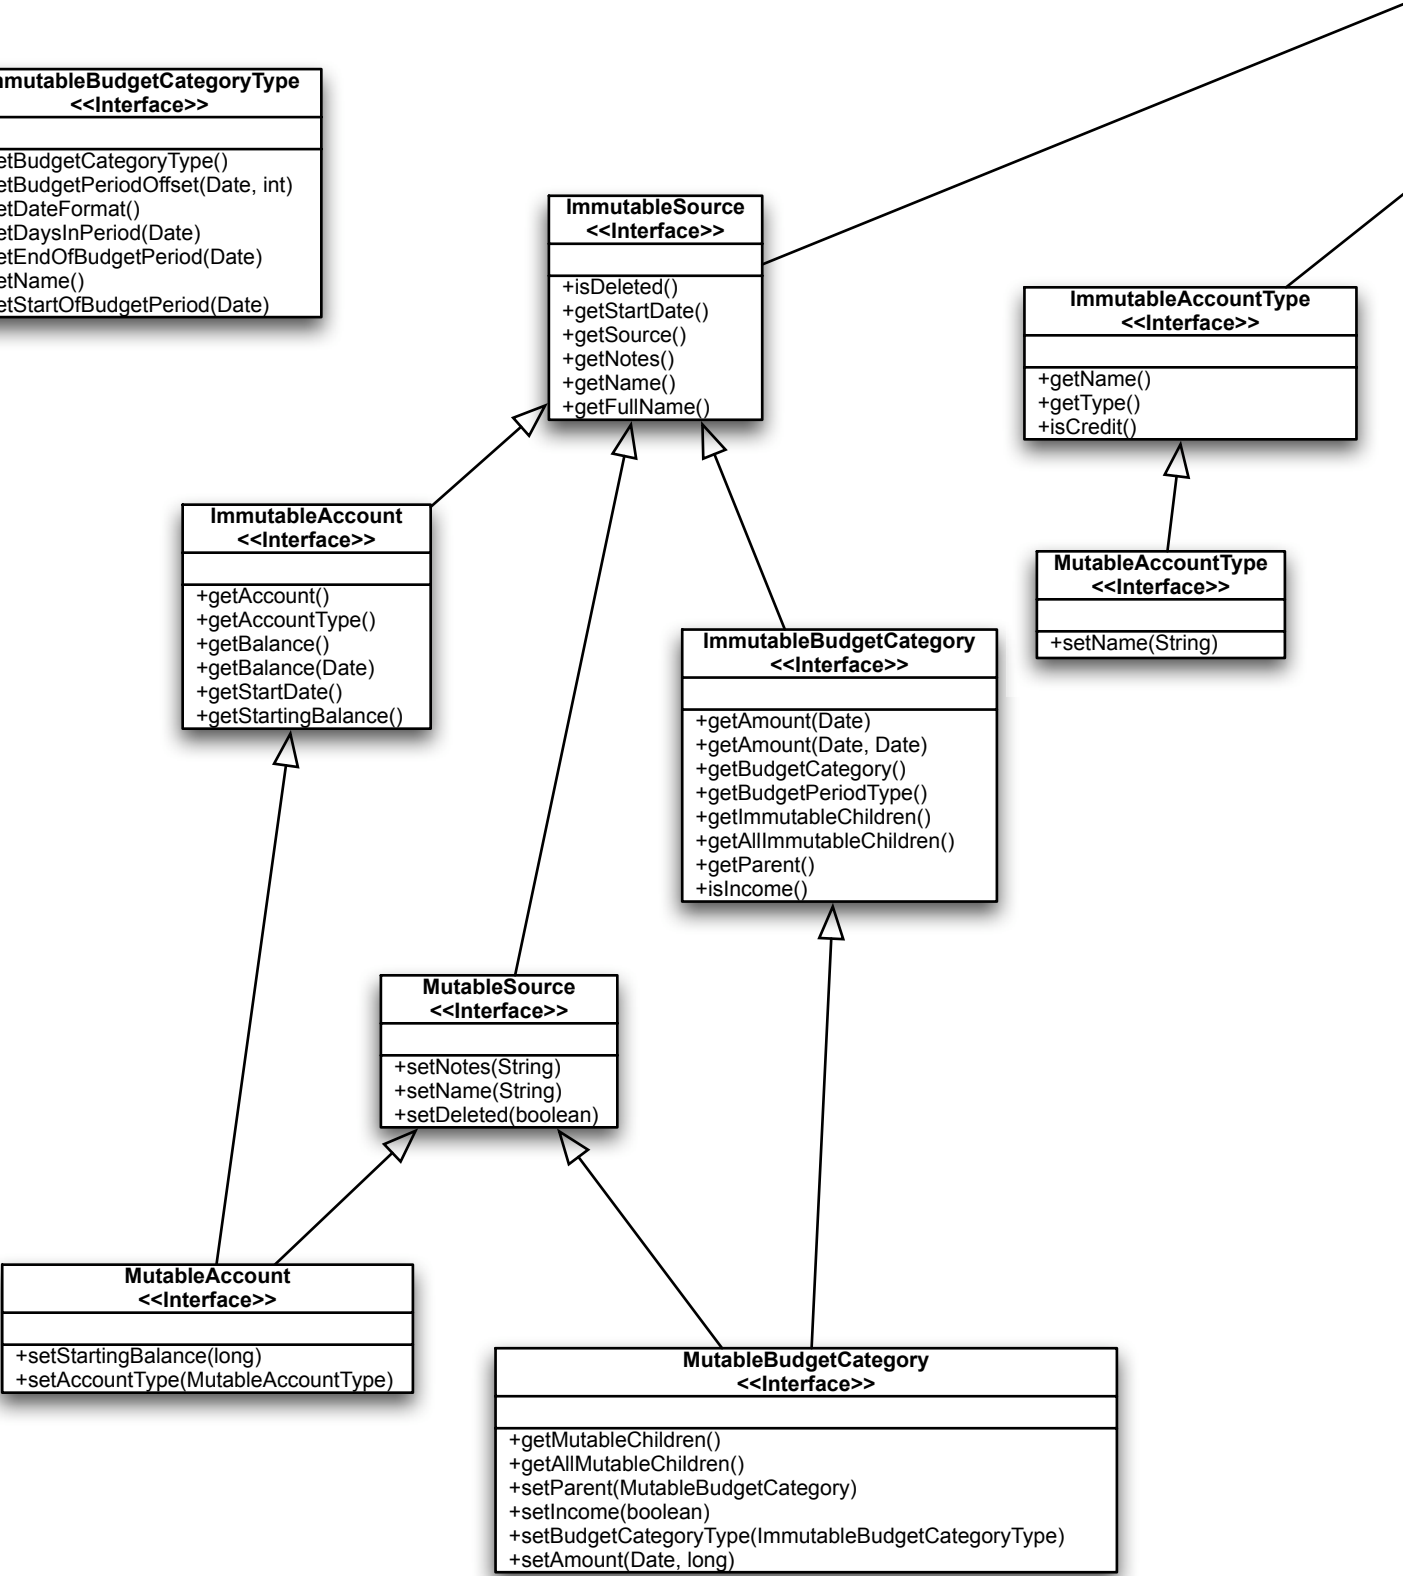 mmutableBudgetCategoryType
<<Interface>>
etBudgetCategoryType()
etBudgetPeriodOffset(Date, int)
etDateFormat()
etDaysInPeriod(Date)
etEndOfBudgetPeriod(Date)
etName()
etStartOfBudgetPeriod(Date)
ImmutableSource
<<Interface>>
+isDeleted()
+getStartDate()
+getSource()
+getNotes()
+getName()
+getFullName()
ImmutableAccountType
<<Interface>>
+getName()
+getType()
+isCredit()
ImmutableAccount
<<Interface>>
+getAccount()
+getAccountType()
+getBalance()
+getBalance(Date)
+getStartDate()
+getStartingBalance()
MutableAccountType
<<Interface>>
+setName(String)
ImmutableBudgetCategory
<<Interface>>
+getAmount(Date)
+getAmount(Date, Date)
+getBudgetCategory()
+getBudgetPeriodType()
+getImmutableChildren()
+getAllImmutableChildren()
+getParent()
+isIncome()
MutableSource
<<Interface>>
+setNotes(String)
+setName(String)
+setDeleted(boolean)
MutableAccount
<<Interface>>
+setStartingBalance(long)
+setAccountType(MutableAccountType)
MutableBudgetCategory
<<Interface>>
+getMutableChildren()
+getAllMutableChildren()
+setParent(MutableBudgetCategory)
+setIncome(boolean)
+setBudgetCategoryType(ImmutableBudgetCategoryType)
+setAmount(Date, long)